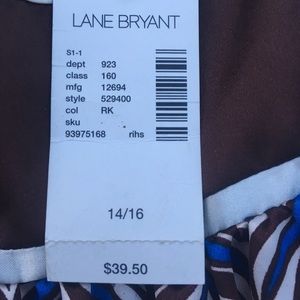 LANE BRYANT
S1-1
dept 923
class 160
mfg 12694
style 529400
col RK
sku
93975168 rihs
14/16
$39.50